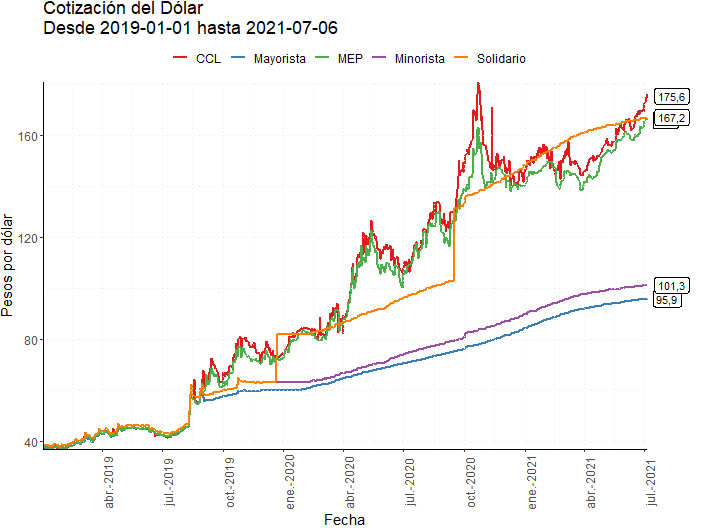 Cotización del Dólar
Desde 2019-01-01 hasta 2021-07-06
CCL Mayorista MEP Minorista Solidario
Pesos por dólar
160
120
80
40
175,6
167,2
101,3
95,9
abr.-2019 jul.-2019 oct.-2019 ene.-2020 abr.-2020 jul.-2020 oct.-2020 ene.-2021 abr.-2021 jul.-2021
Fecha